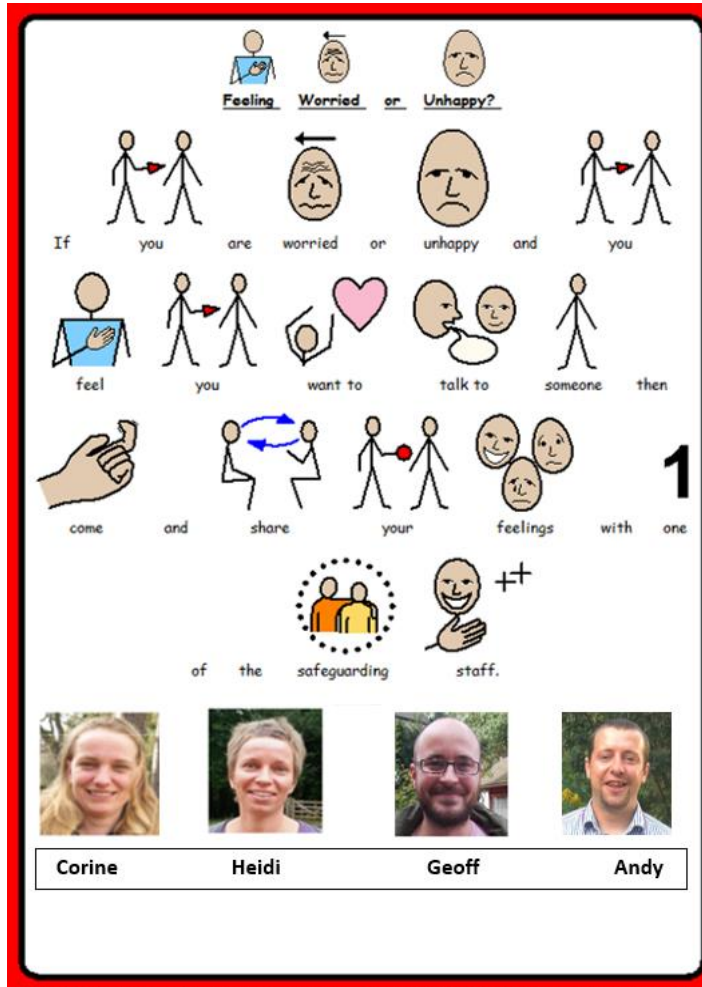 Feeling Worried or Unhappy?
If you are worried or unhappy and you
feel you want to talk to someone then
1
come and share your feelings with one
of the safeguarding staff.
Corine Heidi Geoff Andy